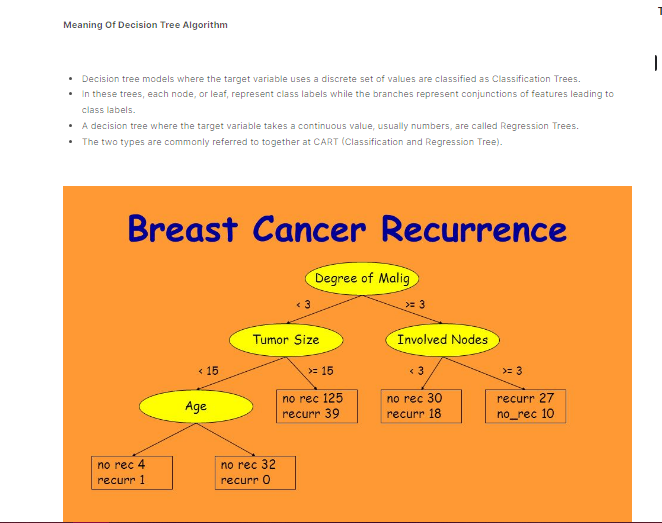 Meaning Of Decision Tree Algorithm
Decision tree models where the target variable uses a discrete set of values are classified as Classification Trees.
In these trees, each node, or leaf, represent class labels while the branches represent conjunctions of features leading to
class labels.
A decision tree where the target variable takes a continuous value, usually numbers, are called Regression Trees.
The two types are commonly referred to together at CART (Classification and Regression Tree).
Breast Cancer Recurrence
Degree of Malig
< 3
>= 3
Tumor Size
Involved Nodes
< 15
>= 15
< 3
>= 3
Age
no rec 125
recurr 39
no rec 30
recurr 18
recurr 27
no_rec 10
no rec 4
recurr 1
no rec 32
recurr 0